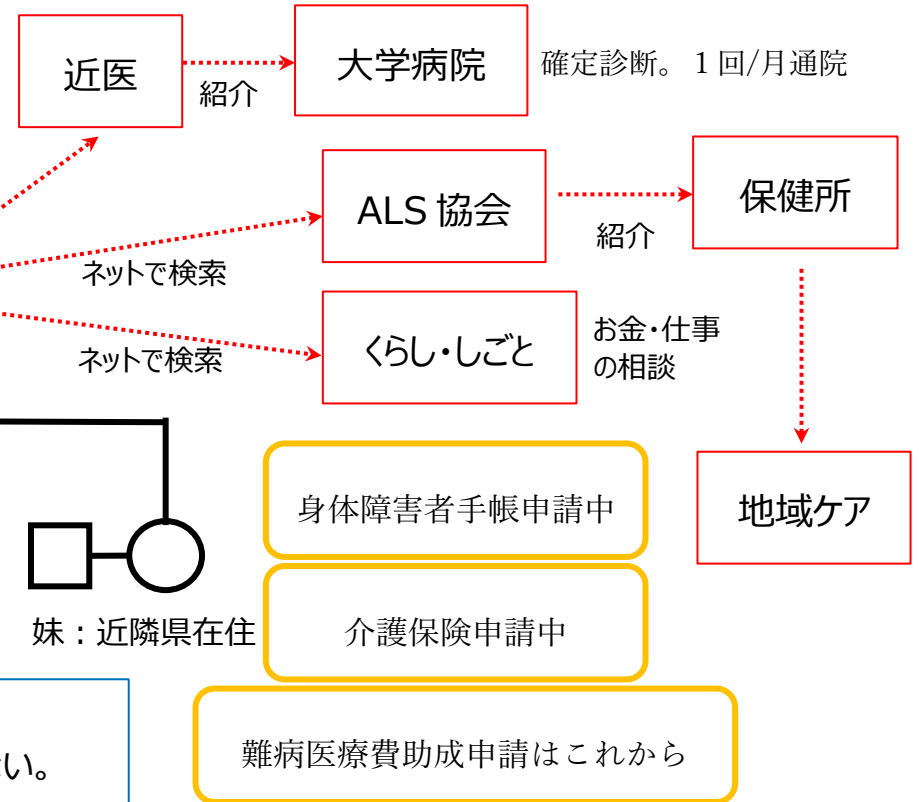 近医
紹介
大学病院
確定診断。1回/月通院
ALS協会
紹介
保健所
ネットで検索
くらし・しごと
お金・仕事
の相談
ネットで検索
地域ケア
身体障害者手帳申請中
妹：近隣県在住
介護保険申請中
難病医療費助成申請はこれから
い。